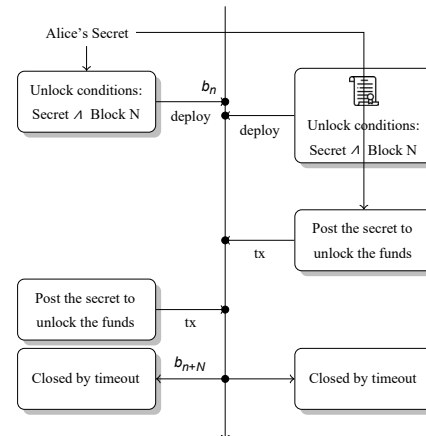 Alice's Secret
Unlock conditions:
Secret ∧ Block N
b_n
deploy
deploy
Unlock conditions:
Secret ∧ Block N
Post the secret to
unlock the funds
tx
Post the secret to
unlock the funds
tx
b_{n+N}
Closed by timeout
Closed by timeout